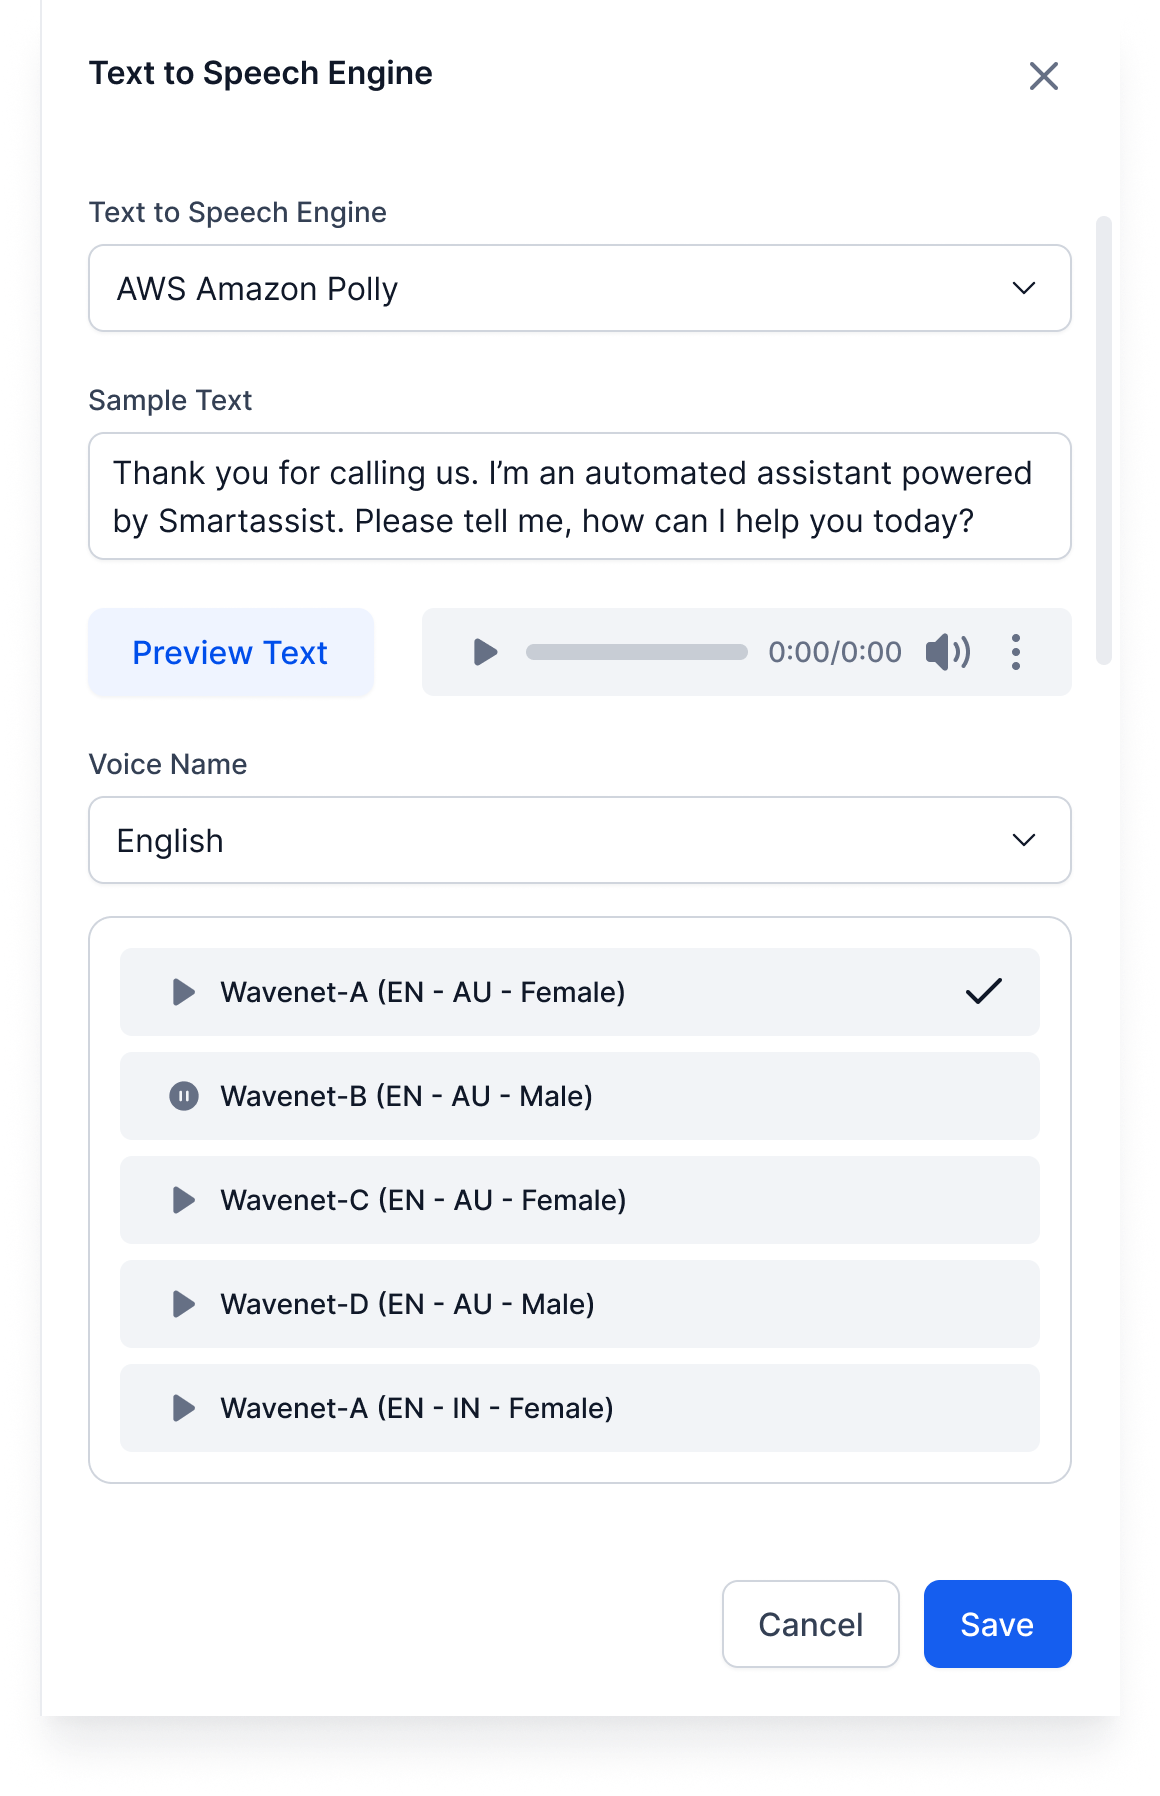 Text to Speech Engine
Text to Speech Engine
AWS Amazon Polly
Sample Text
Thank you for calling us. I’m an automated assistant powered
by Smartassist. Please tell me, how can I help you today?
Preview Text
0:00/0:00
Voice Name
English
Wavenet-A (EN - AU - Female)
Wavenet-B (EN - AU - Male)
Wavenet-C (EN - AU - Female)
Wavenet-D (EN - AU - Male)
Wavenet-A (EN - IN - Female)
Cancel
Save